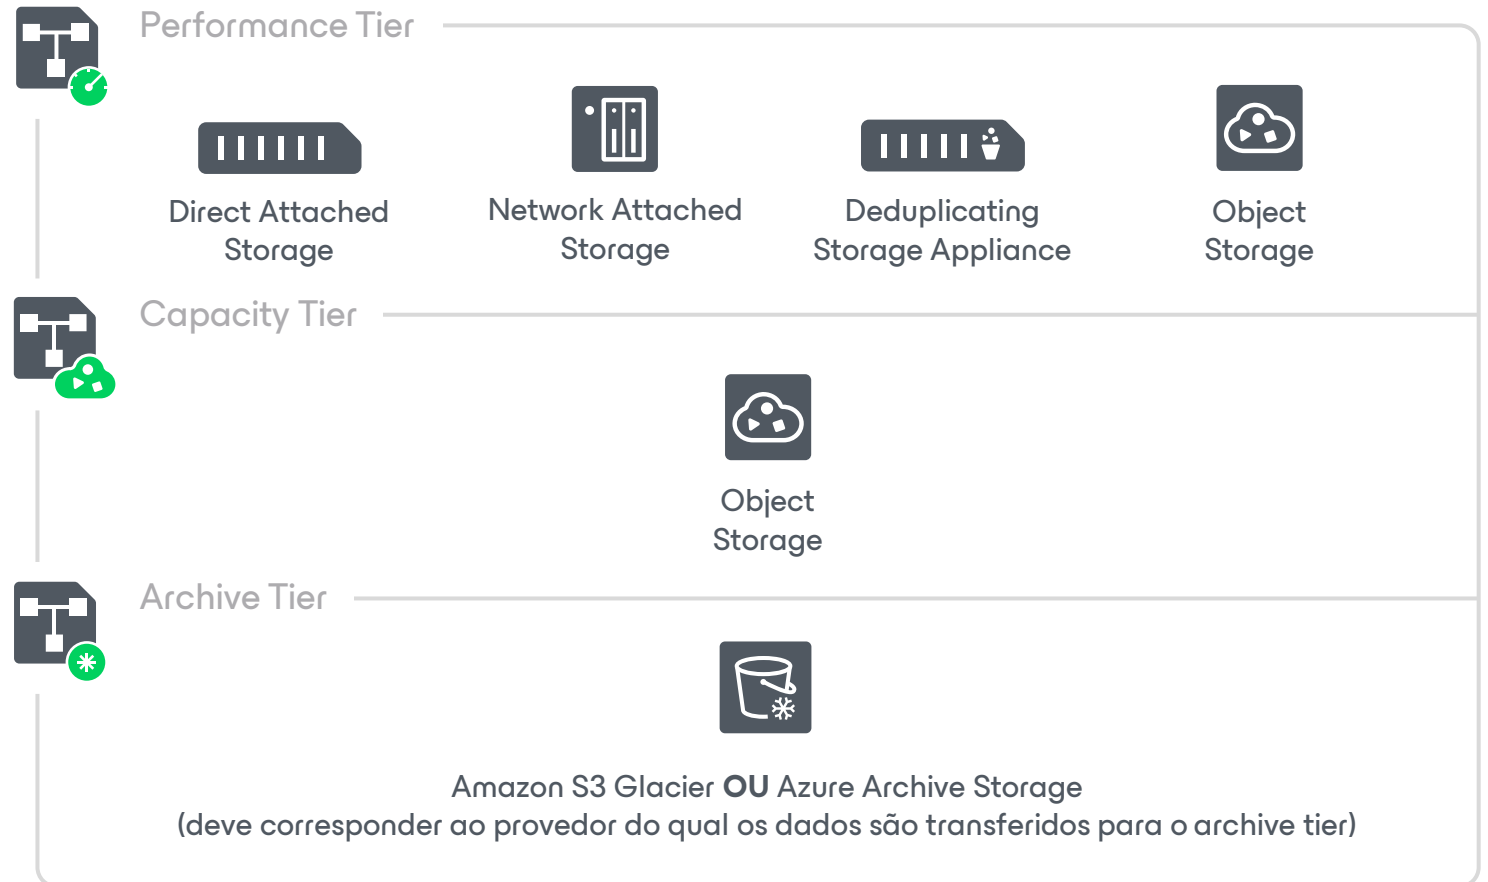 Performance Tier
Direct Attached
Storage
Network Attached
Storage
Deduplicating
Storage Appliance
Object
Storage
Capacity Tier
Object
Storage
Archive Tier
Amazon S3 Glacier OU Azure Archive Storage
(deve corresponder ao provedor do qual os dados são transferidos para o archive tier)